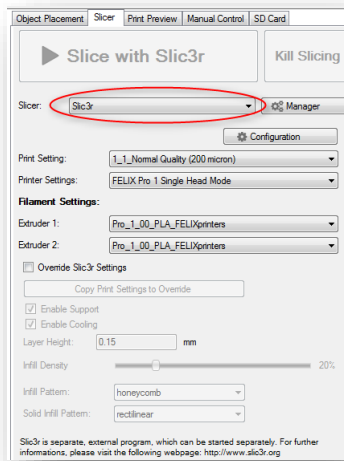 Object Placement Slicer Print Preview Manual Control SD Card
Slice with Slic3r Kill Slicing
Slicer: Slic3r Manager
Configuration
Print Setting: 1_1_Normal Quality (200 micron)
Printer Settings: FELIX Pro 1 Single Head Mode
Filament Settings:
Extruder 1: Pro_1_00_PLA_FELIXprinters
Extruder 2: Pro_1_00_PLA_FELIXprinters
Override Slic3r Settings
Copy Print Settings to Override
Enable Support
Enable Cooling
Layer Height: 0.15 mm
Infill Density 20%
Infill Pattern: honeycomb
Solid Infill Pattern: rectilinear
Slic3r is separate, external program, which can be started separately. For further
informations, please visit the following webpage: http://www.slic3r.org